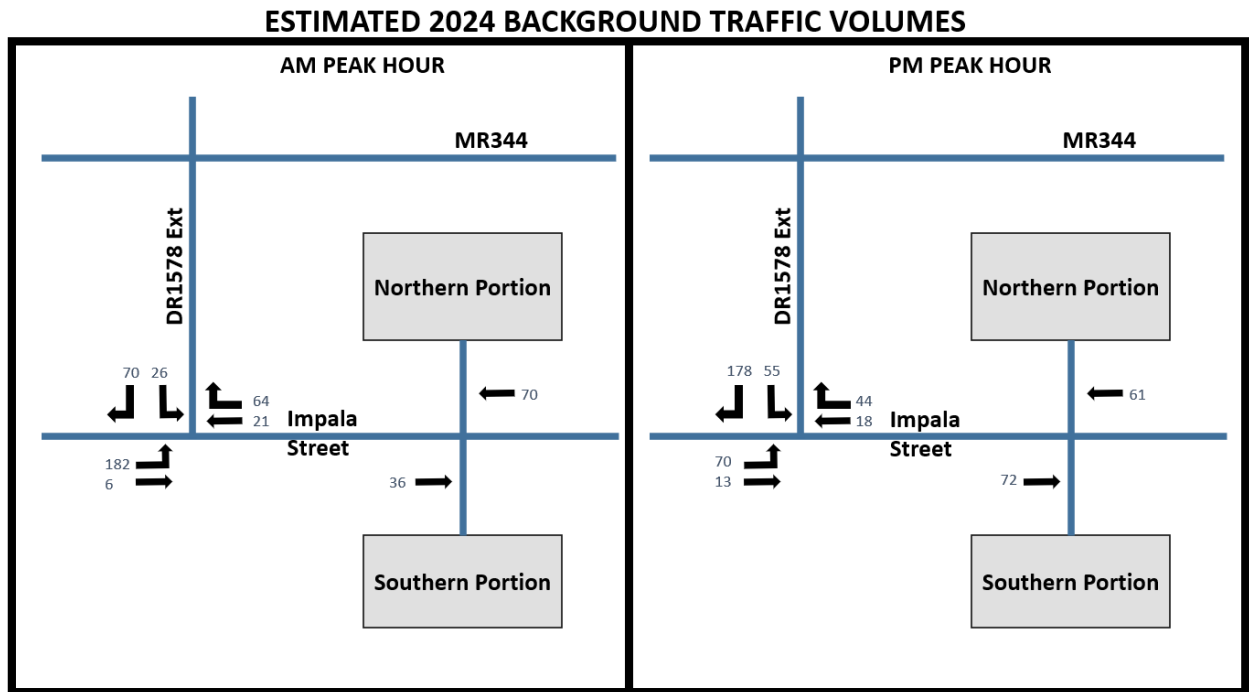 ESTIMATED 2024 BACKGROUND TRAFFIC VOLUMES
AM PEAK HOUR
MR344
DR1578 Ext
Northern Portion
70 26
70
64
21
Impala
Street
182
6
36
Southern Portion
PM PEAK HOUR
MR344
DR1578 Ext
Northern Portion
178 55
61
44
18
Impala
Street
70
13
72
Southern Portion